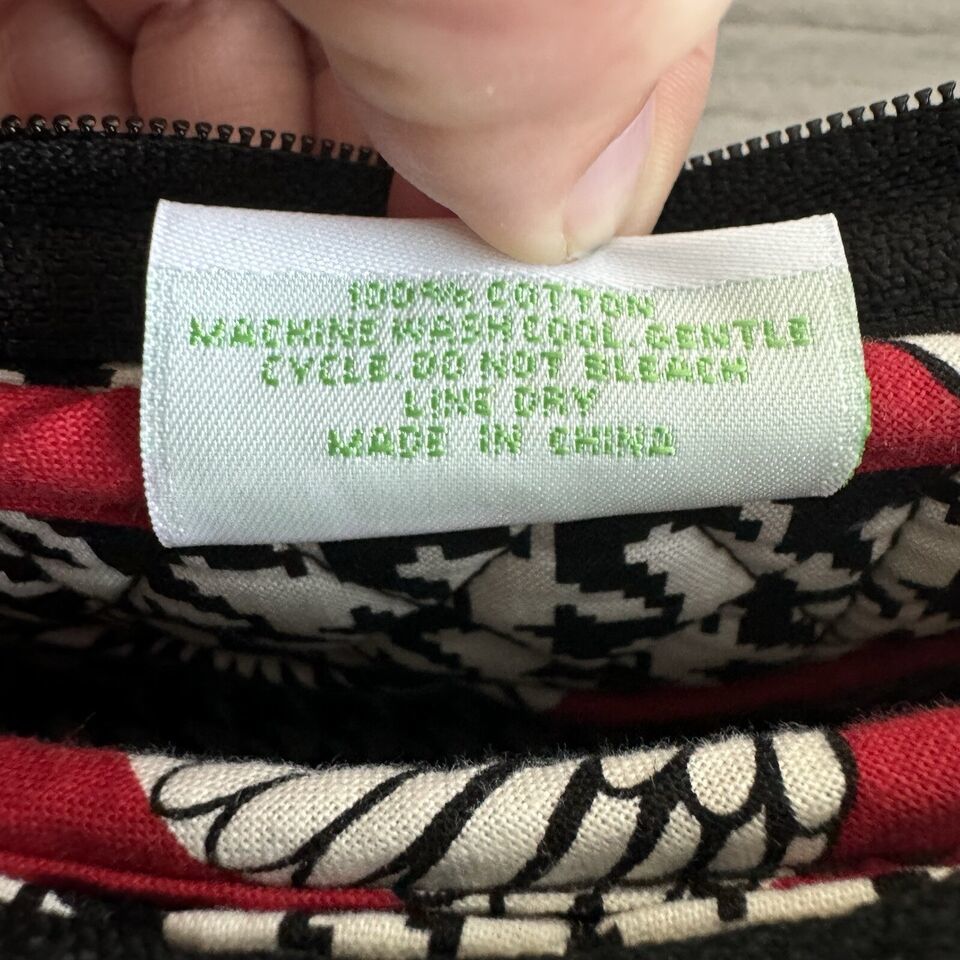 100% COTTON
MACHINE WASH COOL. GENTLE
CYCLE. DO NOT BLEACH
LINE DRY
MADE IN CHINA